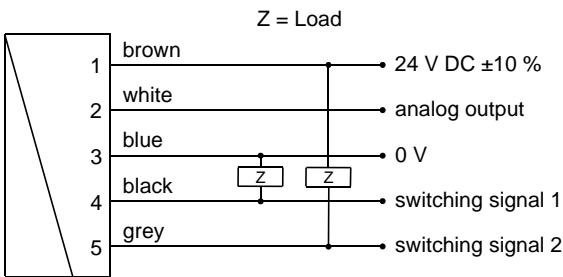 Z = Load
1 brown 24 V DC ±10 %
2 white analog output
3 blue 0 V
Z Z
4 black switching signal 1
5 grey switching signal 2